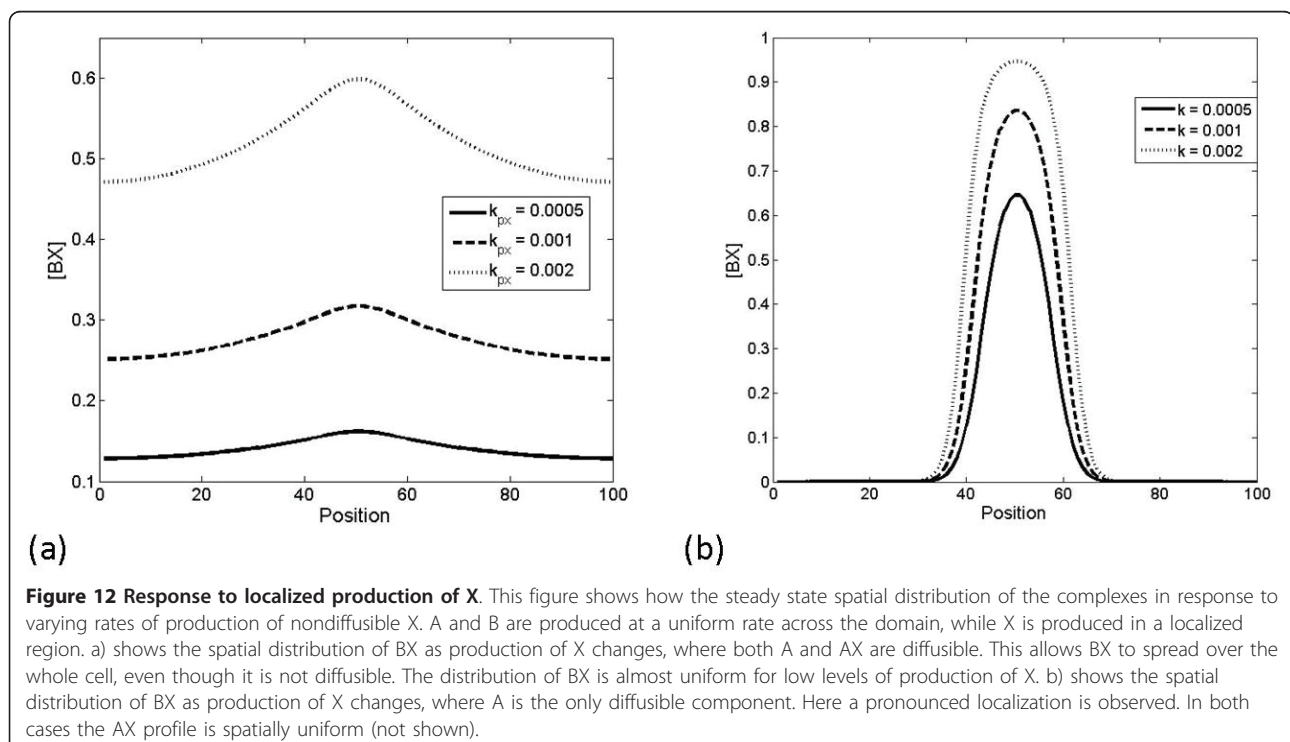 0.6
0.5
0.4
0.3
0.2
0.1
[BX]
k_px = 0.0005
k_px = 0.001
k_px = 0.002
0 20 40 60 80 100
Position
(a)
1
0.9
0.8
0.7
0.6
0.5
0.4
0.3
0.2
0.1
0
[BX]
k = 0.0005
k = 0.001
k = 0.002
0 20 40 60 80 100
Position
(b)
Figure 12 Response to localized production of X. This figure shows how the steady state spatial distribution of the complexes in response to
varying rates of production of nondiffusible X. A and B are produced at a uniform rate across the domain, while X is produced in a localized
region. a) shows the spatial distribution of BX as production of X changes, where both A and AX are diffusible. This allows BX to spread over the
whole cell, even though it is not diffusible. The distribution of BX is almost uniform for low levels of production of X. b) shows the spatial
distribution of BX as production of X changes, where A is the only diffusible component. Here a pronounced localization is observed. In both
cases the AX profile is spatially uniform (not shown).